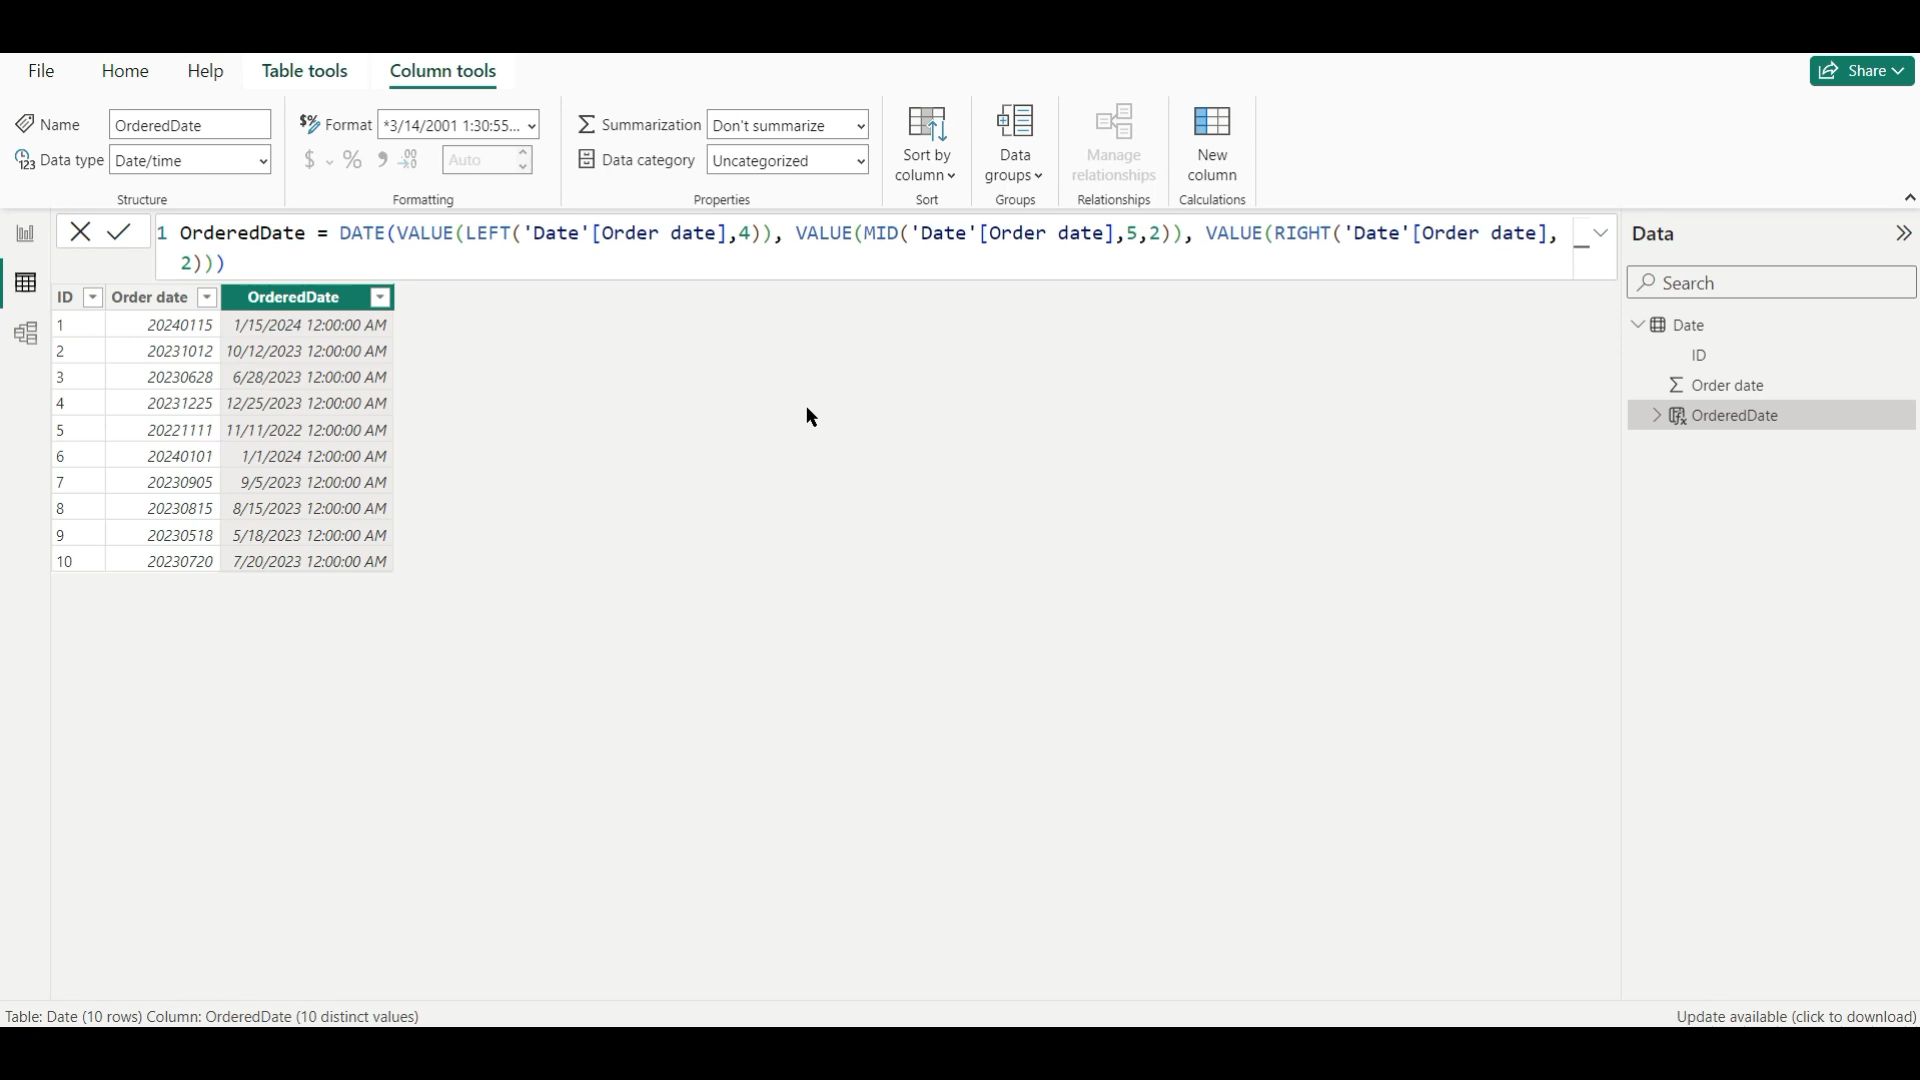 File Home Help Table tools Column tools Share
Name OrderedDate $% Format *3/14/2001 1:30:55... Summarization Don't summarize
Data type Date/time $ % Auto Data category Uncategorized
Sort by column Data groups Manage relationships New column
Structure Formatting Properties Sort Groups Relationships Calculations
1 OrderedDate = DATE(VALUE(LEFT('Date'[Order date],4)), VALUE(MID('Date'[Order date],5,2)), VALUE(RIGHT('Date'[Order date],
2)))
Data
Search
Date
ID
Order date
OrderedDate
ID Order date OrderedDate
1 20240115 1/15/2024 12:00:00 AM
2 20231012 10/12/2023 12:00:00 AM
3 20230628 6/28/2023 12:00:00 AM
4 20231225 12/25/2023 12:00:00 AM
5 20221111 11/11/2022 12:00:00 AM
6 20240101 1/1/2024 12:00:00 AM
7 20230905 9/5/2023 12:00:00 AM
8 20230815 8/15/2023 12:00:00 AM
9 20230518 5/18/2023 12:00:00 AM
10 20230720 7/20/2023 12:00:00 AM
Table: Date (10 rows) Column: OrderedDate (10 distinct values) Update available (click to download)